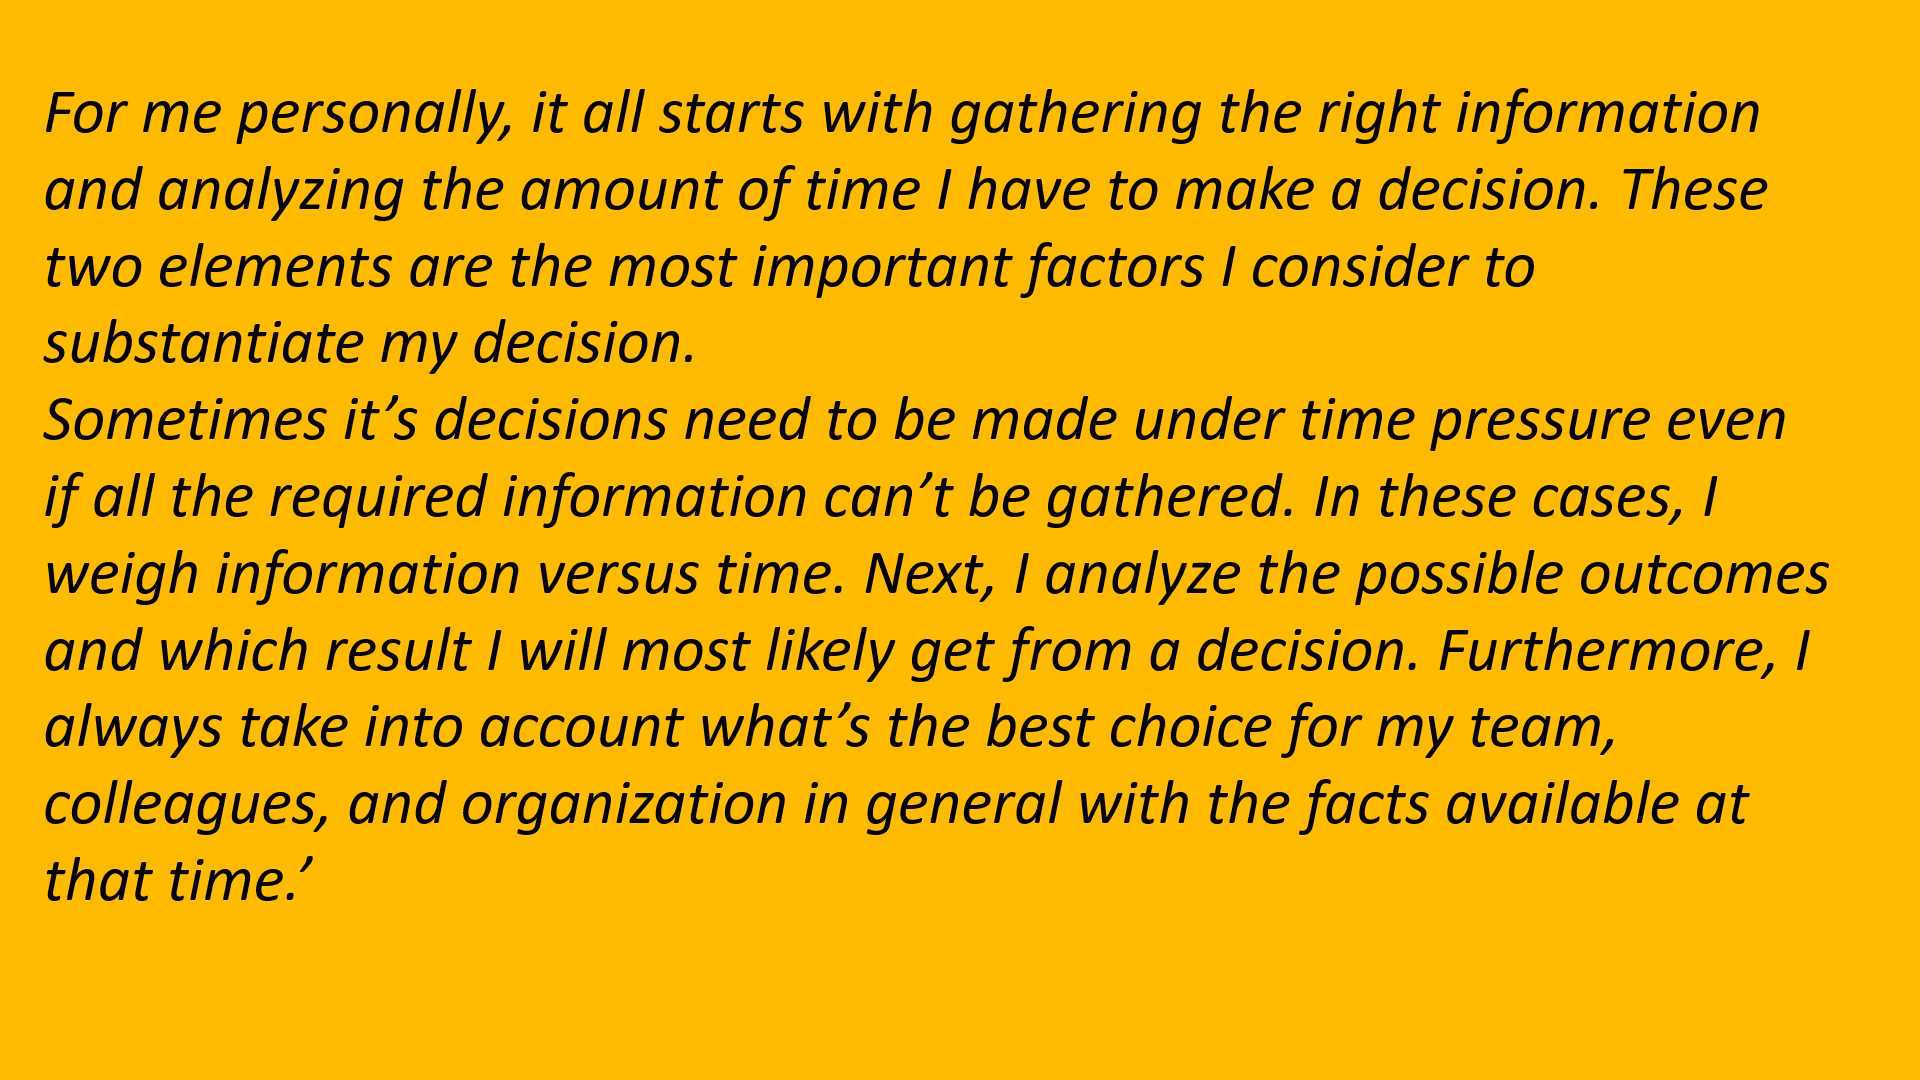 For me personally, it all starts with gathering the right information
and analyzing the amount of time I have to make a decision. These
two elements are the most important factors I consider to
substantiate my decision.
Sometimes it’s decisions need to be made under time pressure even
if all the required information can’t be gathered. In these cases, I
weigh information versus time. Next, I analyze the possible outcomes
and which result I will most likely get from a decision. Furthermore, I
always take into account what’s the best choice for my team,
colleagues, and organization in general with the facts available at
that time.’